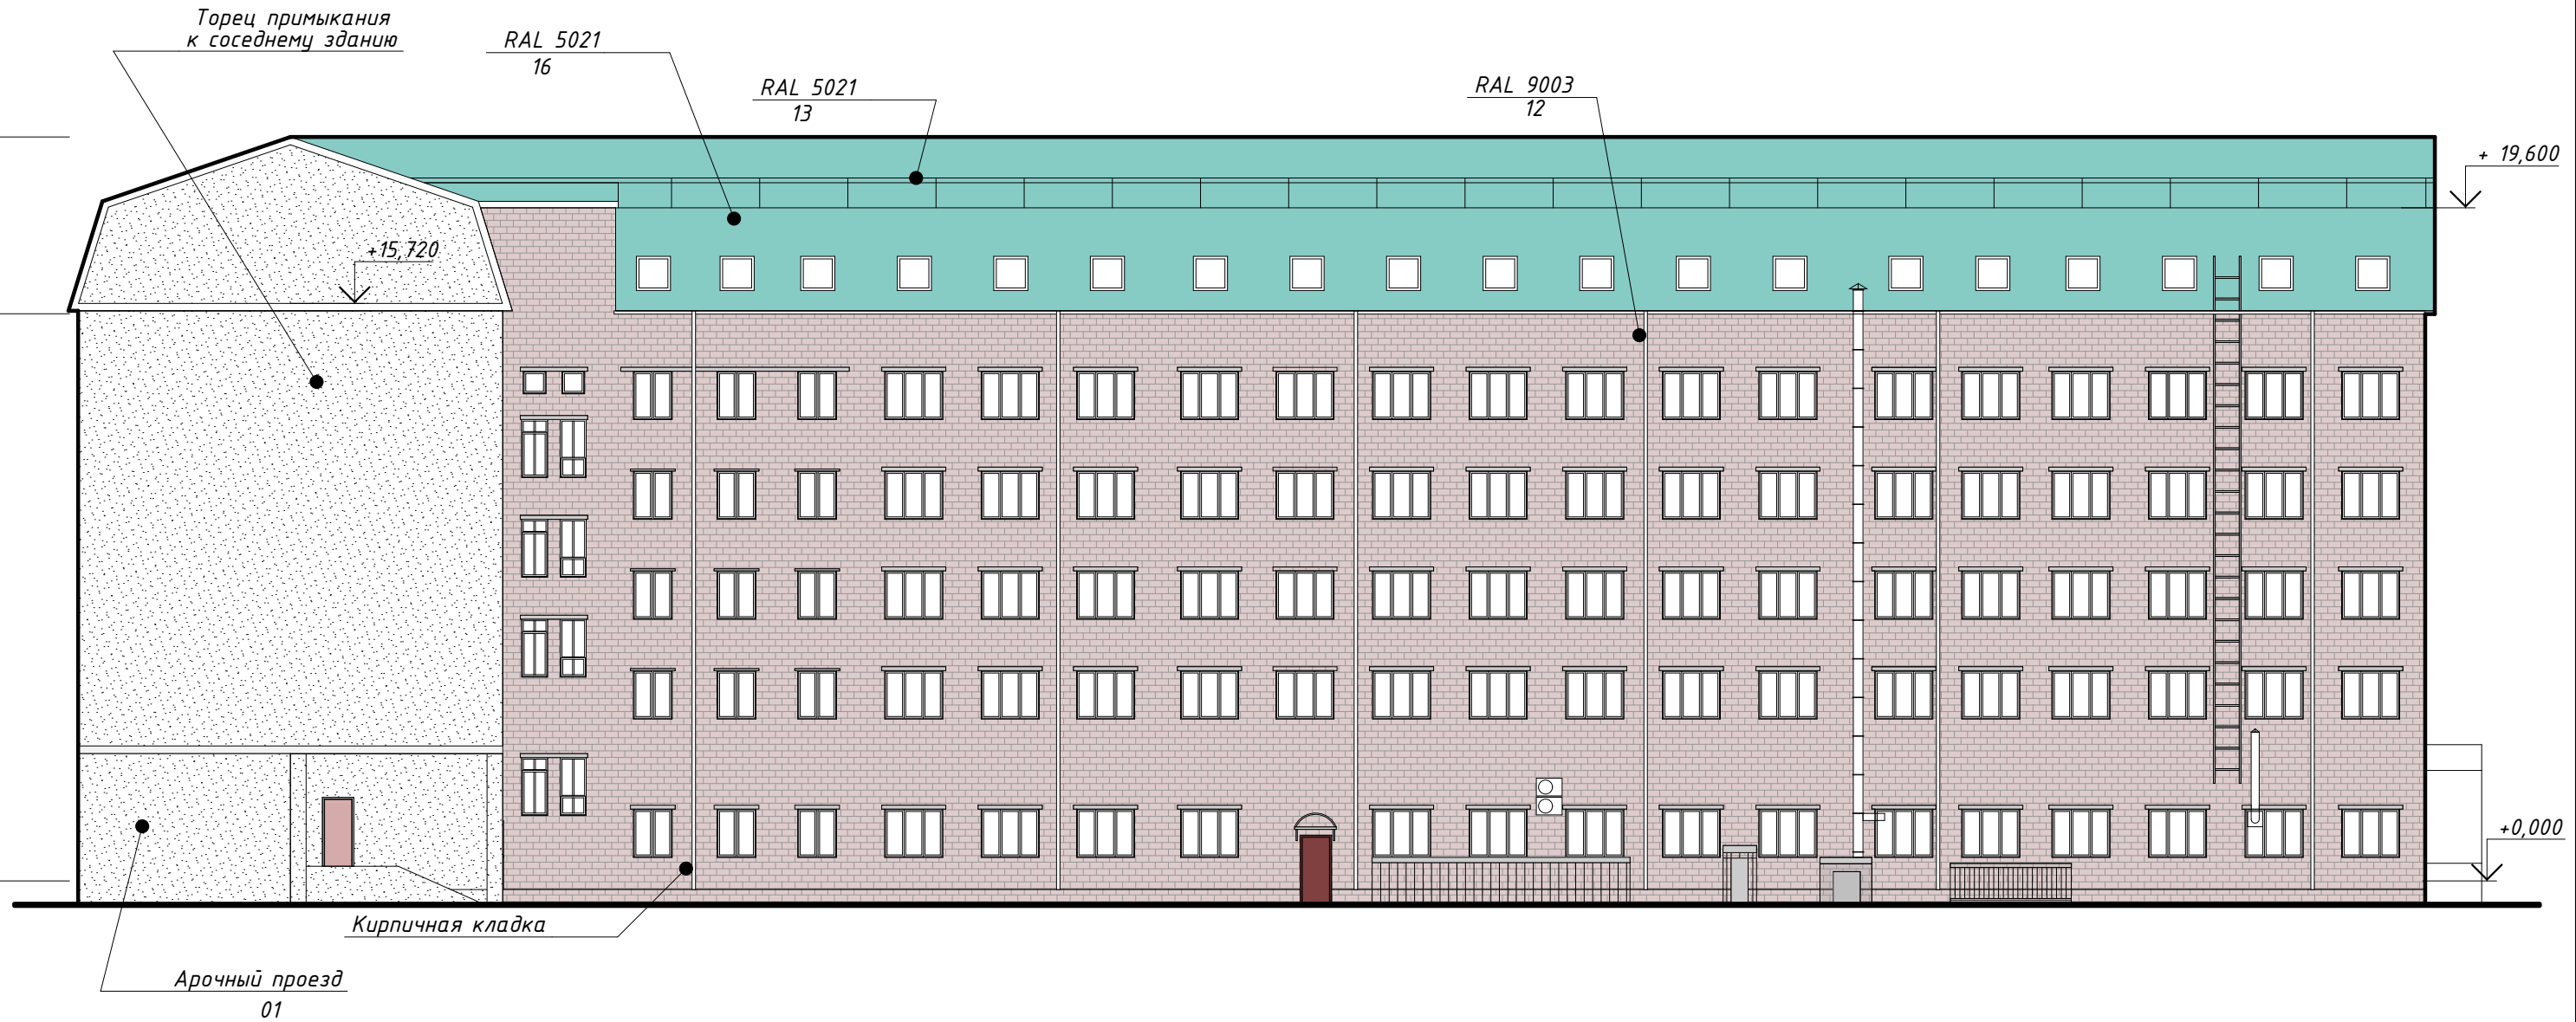 Торец примыкания
к соседнему зданию
RAL 5021
16
RAL 5021
13
RAL 9003
12
+ 19,600
+15,720
+0,000
Кирпичная кладка
Арочный проезд
01